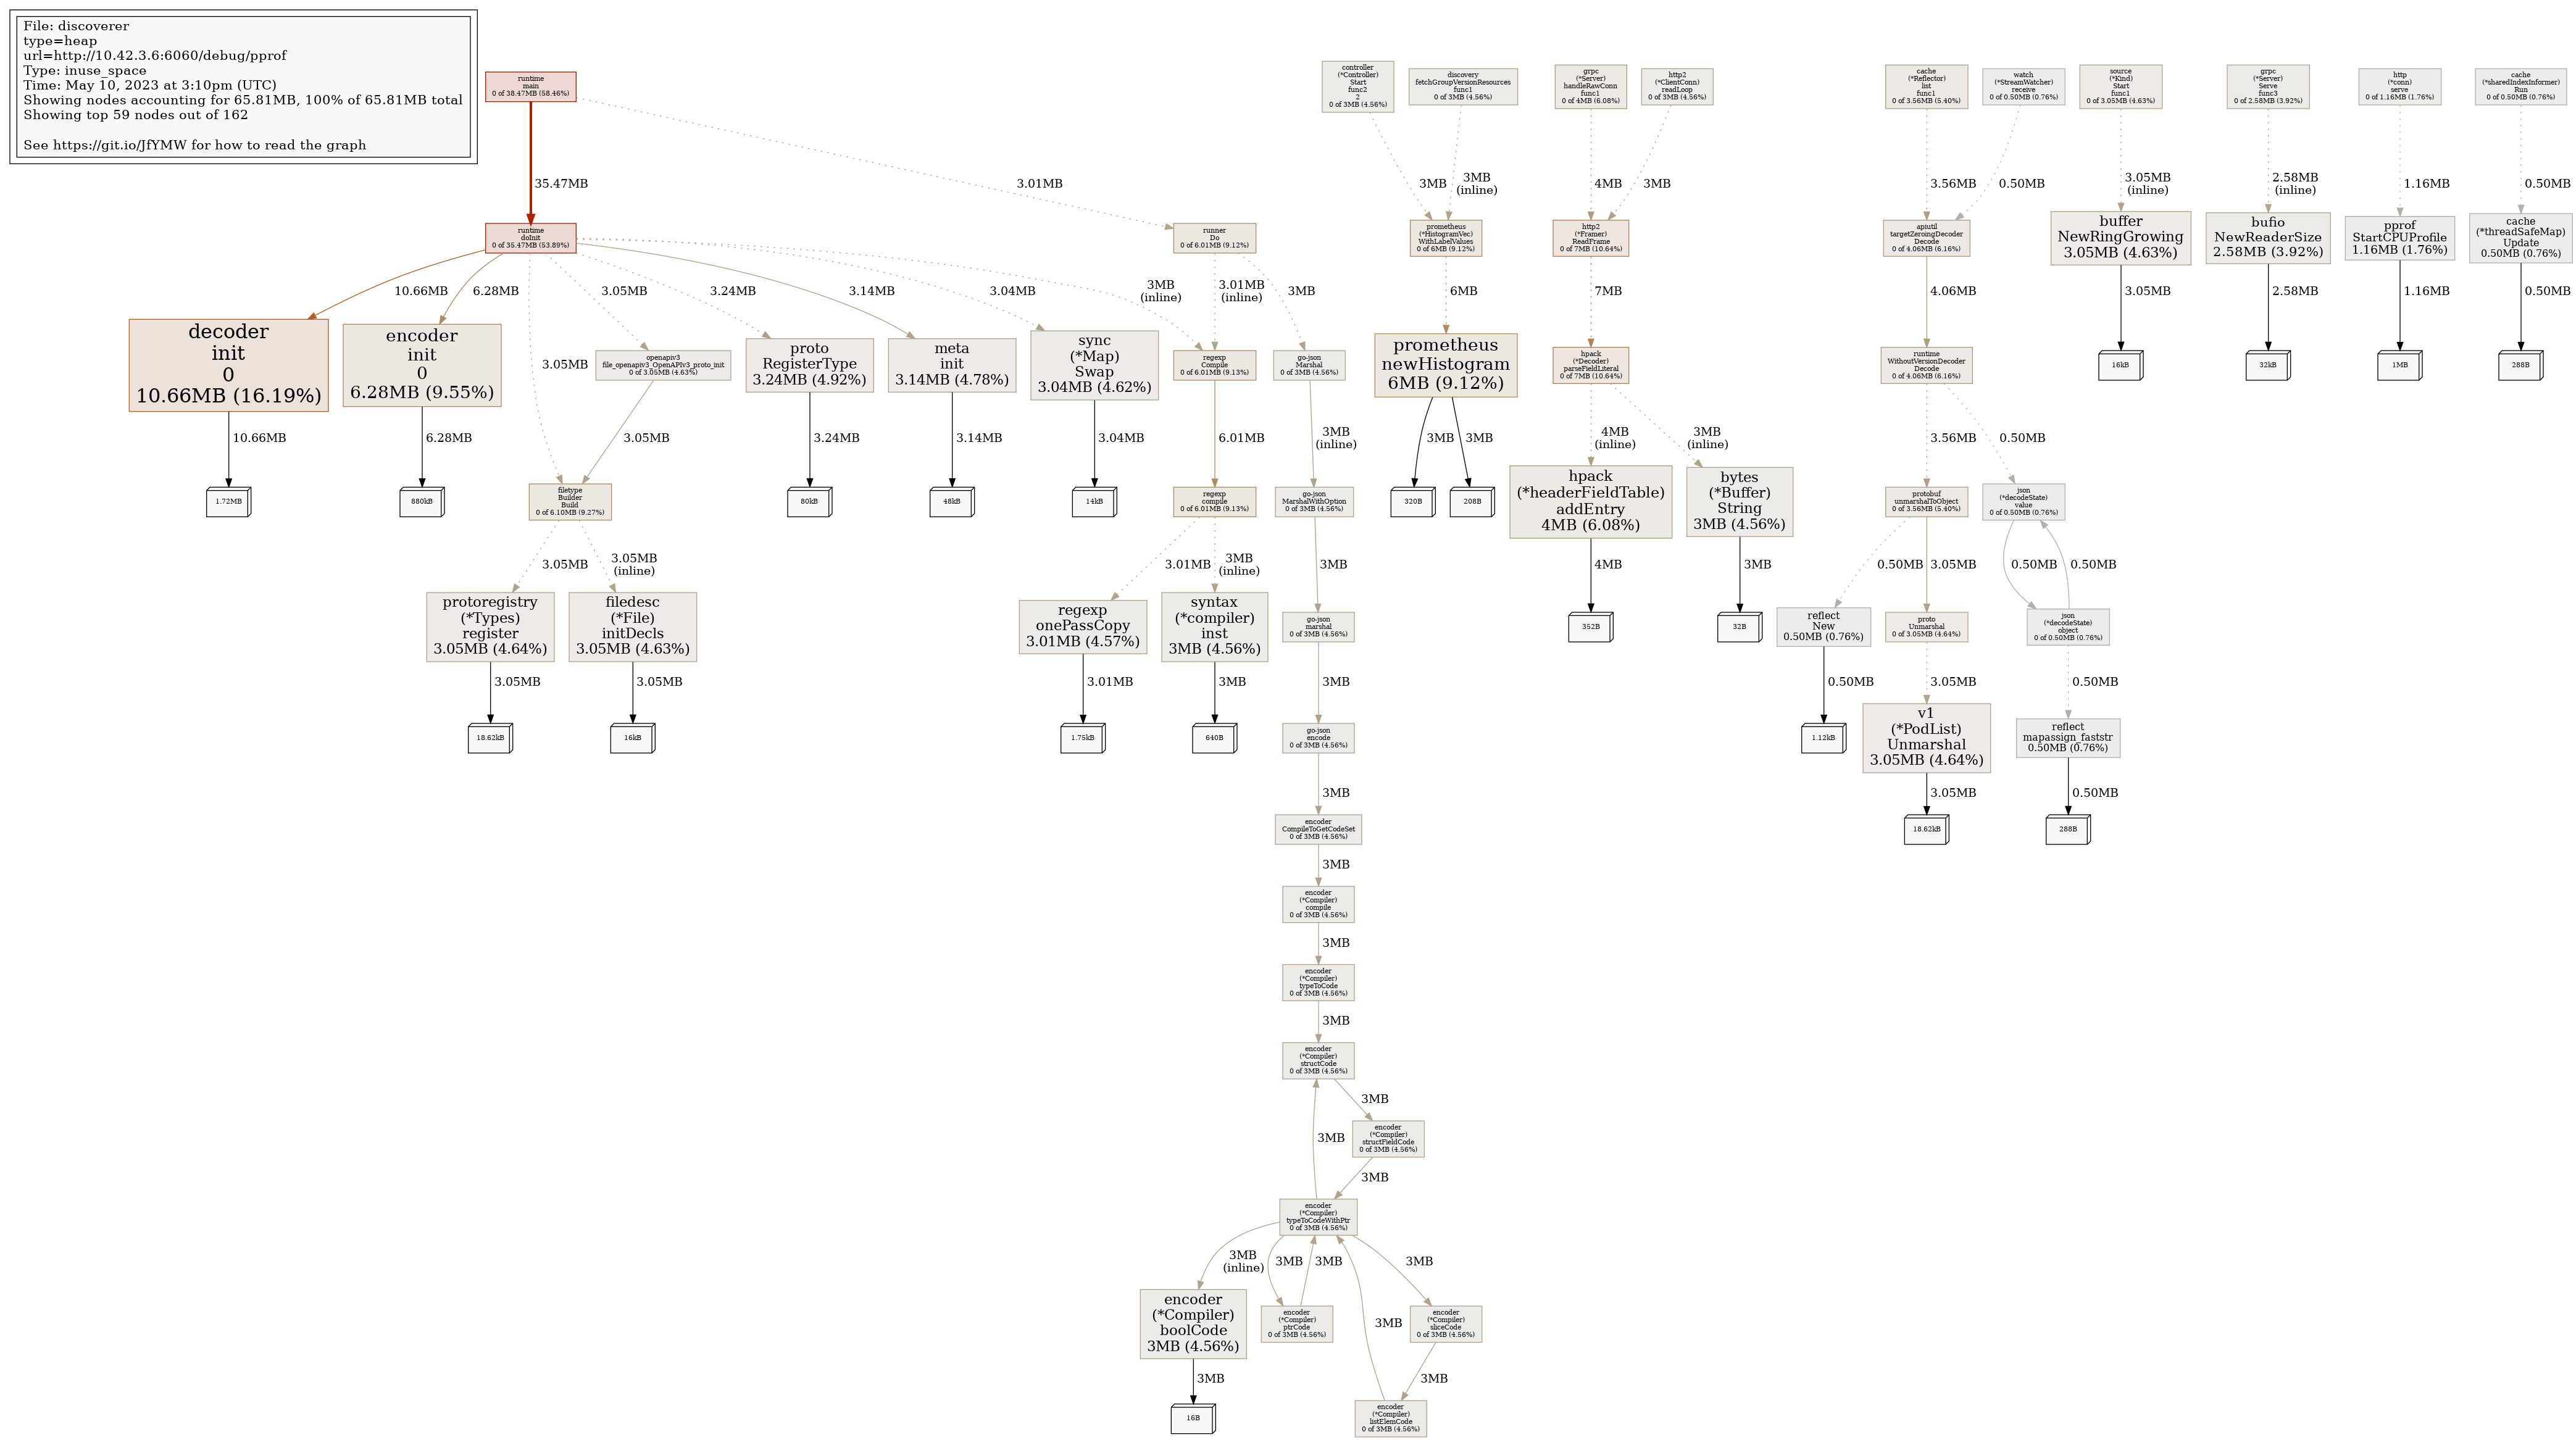 File: discoverer
type=heap
url=http://10.42.3.6:6060/debug/pprof
Type: inuse_space
Time: May 10, 2023 at 3:10pm (UTC)
Showing nodes accounting for 65.81MB, 100% of 65.81MB total
Showing top 59 nodes out of 162
See https://git.io/JfYMW for how to read the graph
runtime
main
0 of 38.47MB (58.46%)
controller
(*Controller)
Start
func2
2
0 of 3MB (4.56%)
discovery
fetchGroupVersionResources
func1
0 of 3MB (4.56%)
grpc
(*Server)
handleRawConn
func1
0 of 4MB (6.08%)
http2
(*ClientConn)
readLoop
0 of 3MB (4.56%)
cache
(*Reflector)
list
func1
0 of 3.56MB (5.40%)
watch
(*StreamWatcher)
receive
0 of 0.50MB (0.76%)
source
(*Kind)
Start
func1
0 of 3.05MB (4.63%)
grpc
(*Server)
Serve
func3
0 of 2.58MB (3.92%)
http
(*conn)
serve
0 of 1.16MB (1.76%)
cache
(*sharedIndexInformer)
Run
0 of 0.50MB (0.76%)
35.47MB
3.01MB
3MB
3MB
(inline)
4MB
3MB
3.56MB
0.50MB
3.05MB
(inline)
2.58MB
(inline)
1.16MB
0.50MB
runtime
doInit
0 of 35.47MB (53.89%)
runner
Do
0 of 6.01MB (9.12%)
prometheus
(*HistogramVec)
WithLabelValues
0 of 6MB (9.12%)
http2
(*Framer)
ReadFrame
0 of 7MB (10.64%)
apiutil
targetZeroingDecoder
Decode
0 of 4.06MB (6.16%)
buffer
NewRingGrowing
3.05MB (4.63%)
bufio
NewReaderSize
2.58MB (3.92%)
pprof
StartCPUProfile
1.16MB (1.76%)
cache
(*threadSafeMap)
Update
0.50MB (0.76%)
10.66MB
6.28MB
3.05MB
3.05MB
3.24MB
3.14MB
3.04MB
3MB
(inline)
3.01MB
(inline)
3MB
6MB
7MB
4.06MB
3.05MB
2.58MB
1.16MB
0.50MB
decoder
init
0
10.66MB (16.19%)
encoder
init
0
6.28MB (9.55%)
openapiv3
file_openapiv3_OpenAPIv3_proto_init
0 of 3.05MB (4.63%)
proto
RegisterType
3.24MB (4.92%)
meta
init
3.14MB (4.78%)
sync
(*Map)
Swap
3.04MB (4.62%)
regexp
Compile
0 of 6.01MB (9.13%)
go-json
Marshal
0 of 3MB (4.56%)
prometheus
newHistogram
6MB (9.12%)
hpack
(*Decoder)
parseFieldLiteral
0 of 7MB (10.64%)
runtime
WithoutVersionDecoder
Decode
0 of 4.06MB (6.16%)
16kB
32kB
1MB
288B
10.66MB
6.28MB
3.05MB
3.24MB
3.14MB
3.04MB
6.01MB
3MB
(inline)
3MB
3MB
4MB
(inline)
3MB
(inline)
3.56MB
0.50MB
1.72MB
880kB
filetype
Builder
Build
0 of 6.10MB (9.27%)
80kB
48kB
14kB
regexp
compile
0 of 6.01MB (9.13%)
go-json
MarshalWithOption
0 of 3MB (4.56%)
320B
208B
hpack
(*headerFieldTable)
addEntry
4MB (6.08%)
bytes
(*Buffer)
String
3MB (4.56%)
protobuf
unmarshalToObject
0 of 3.56MB (5.40%)
json
(*decodeState)
value
0 of 0.50MB (0.76%)
3.05MB
3.05MB
(inline)
3.01MB
3MB
(inline)
3MB
4MB
3MB
0.50MB
3.05MB
0.50MB
0.50MB
protoregistry
(*Types)
register
3.05MB (4.64%)
filedesc
(*File)
initDecls
3.05MB (4.63%)
regexp
onePassCopy
3.01MB (4.57%)
syntax
(*compiler)
inst
3MB (4.56%)
go-json
marshal
0 of 3MB (4.56%)
352B
32B
reflect
New
0.50MB (0.76%)
proto
Unmarshal
0 of 3.05MB (4.64%)
json
(*decodeState)
object
0 of 0.50MB (0.76%)
3.05MB
3.05MB
3.01MB
3MB
3MB
0.50MB
3.05MB
0.50MB
18.62kB
16kB
1.75kB
640B
go-json
encode
0 of 3MB (4.56%)
1.12kB
v1
(*PodList)
Unmarshal
3.05MB (4.64%)
reflect
mapassign_faststr
0.50MB (0.76%)
3MB
3.05MB
0.50MB
encoder
CompileToGetCodeSet
0 of 3MB (4.56%)
18.62kB
288B
3MB
encoder
(*Compiler)
compile
0 of 3MB (4.56%)
3MB
encoder
(*Compiler)
typeToCode
0 of 3MB (4.56%)
3MB
encoder
(*Compiler)
structCode
0 of 3MB (4.56%)
3MB
3MB
encoder
(*Compiler)
structFieldCode
0 of 3MB (4.56%)
3MB
encoder
(*Compiler)
typeToCodeWithPtr
0 of 3MB (4.56%)
3MB
(inline)
3MB
3MB
3MB
encoder
(*Compiler)
boolCode
3MB (4.56%)
encoder
(*Compiler)
ptrCode
0 of 3MB (4.56%)
3MB
encoder
(*Compiler)
sliceCode
0 of 3MB (4.56%)
3MB
3MB
16B
encoder
(*Compiler)
listElemCode
0 of 3MB (4.56%)